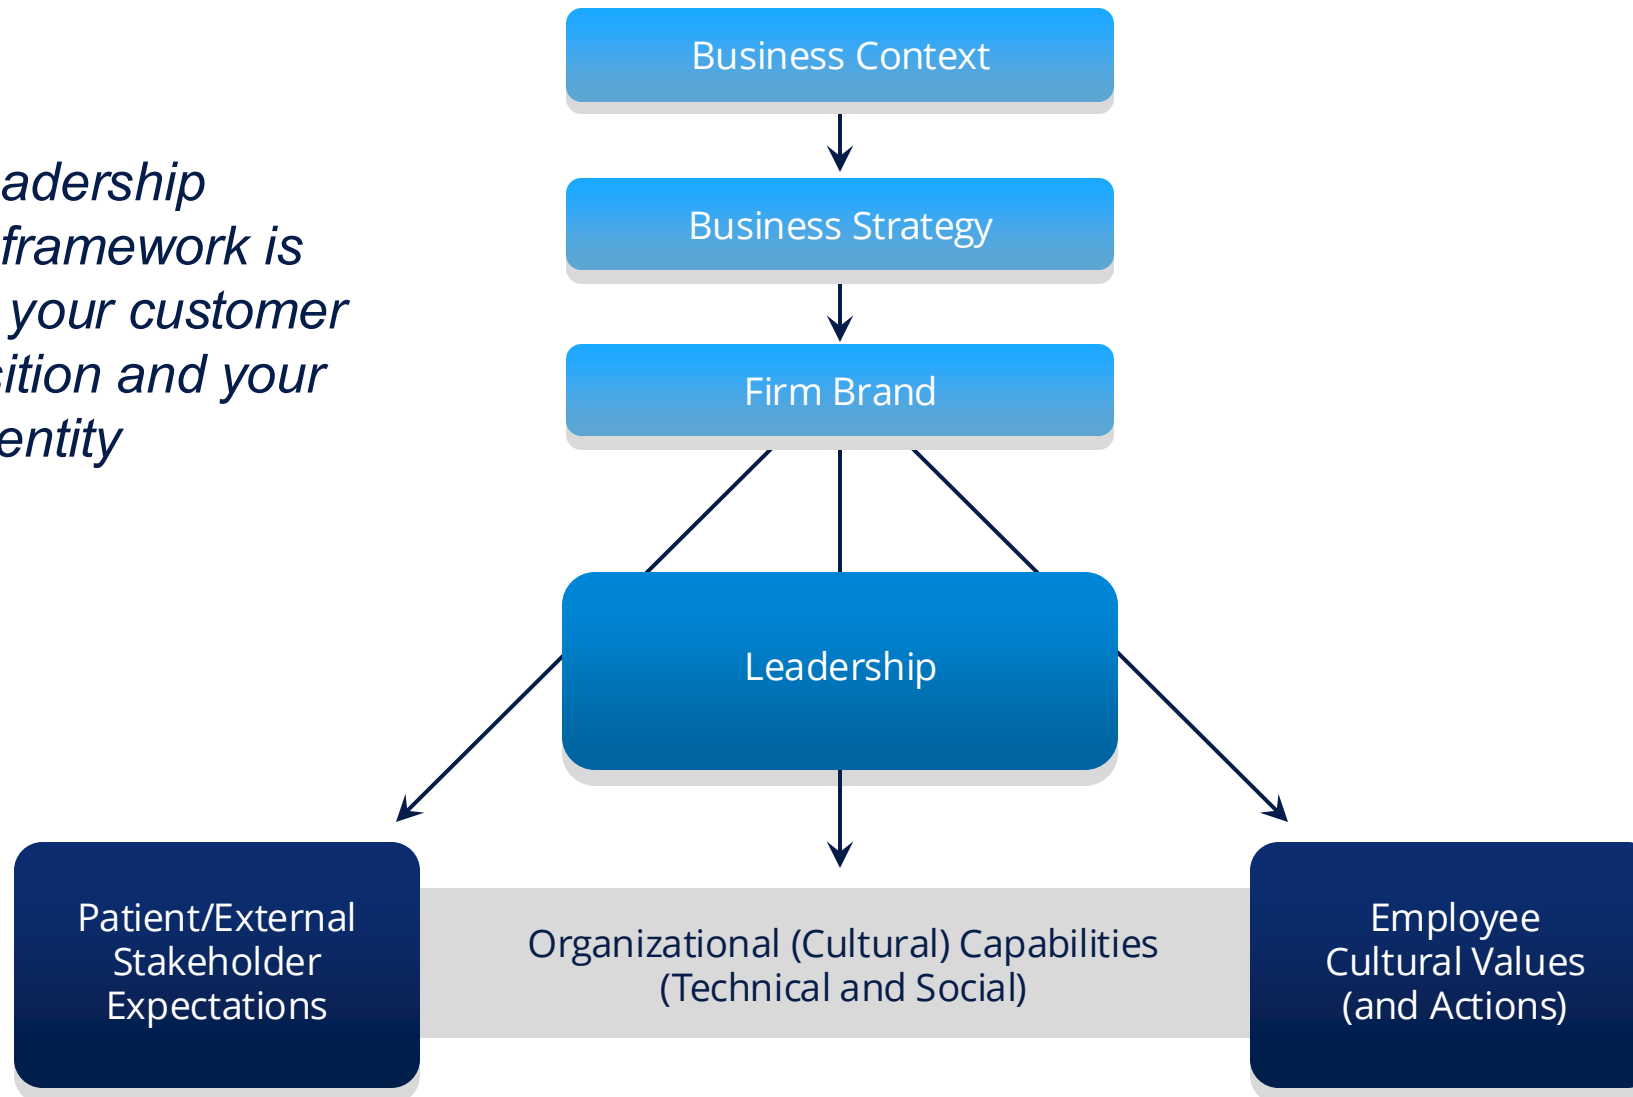 Business Context
adership
framework is
your customer
sition and your
entity
Business Strategy
Firm Brand
Leadership
Patient/External
Stakeholder
Expectations
Organizational (Cultural) Capabilities
(Technical and Social)
Employee
Cultural Values
(and Actions)